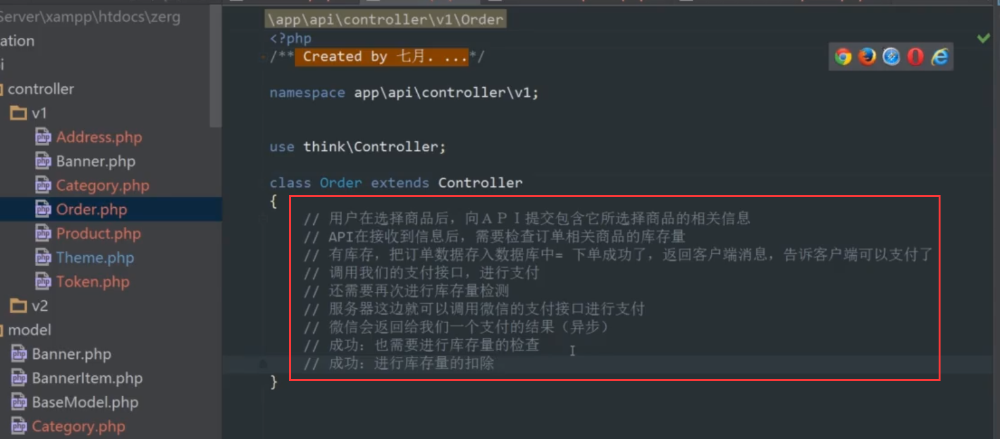 Server\xampp\htdocs\zerg
ation
i
controller
v1
Address.php
Banner.php
Category.php
Order.php
Product.php
Theme.php
Token.php
v2
model
Banner.php
BannerItem.php
BaseModel.php
Category.php
\app\api\controller\v1\Order
<?php
/** Created by 七月. ...*/
namespace app\api\controller\v1;
use think\Controller;
class Order extends Controller
{
// 用户在选择商品后，向ＡＰＩ提交包含它所选择商品的相关信息
// API在接收到信息后，需要检查订单相关商品的库存量
// 有库存，把订单数据存入数据库中= 下单成功了，返回客户端消息，告诉客户端可以支付了
// 调用我们的支付接口，进行支付
// 还需要再次进行库存量检测
// 服务器这边就可以调用微信的支付接口进行支付
// 微信会返回给我们一个支付的结果（异步）
// 成功：也需要进行库存量的检查
// 成功：进行库存量的扣除
}